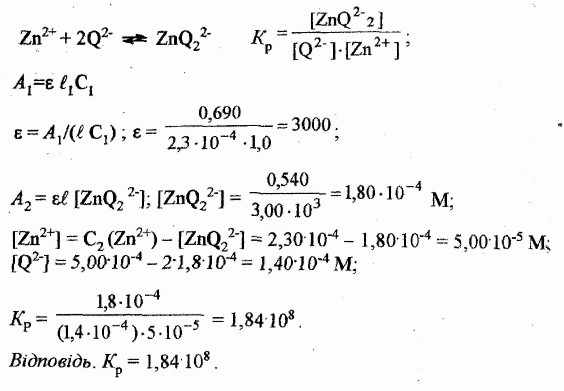 Zn²⁺ + 2Q²⁻ ⇌ ZnQ₂²⁻ Kₚ = [ZnQ²⁻₂] / [Q²⁻]·[Zn²⁺];
A₁=ε ℓ₁C₁
ε = A₁/(ℓ C₁) ; ε = 0,690 / 2,3·10⁻⁴·1,0 = 3000 ;
A₂ = εℓ [ZnQ₂²⁻]; [ZnQ₂²⁻] = 0,540 / 3,00·10³ = 1,80·10⁻⁴ М;
[Zn²⁺] = C₂ (Zn²⁺) – [ZnQ₂²⁻] = 2,30·10⁻⁴ – 1,80·10⁻⁴ = 5,00·10⁻⁵ М;
[Q²⁻] = 5,00·10⁻⁴ – 2·1,8·10⁻⁴ = 1,40·10⁻⁴ М;
Kₚ = 1,8·10⁻⁴ / (1,4·10⁻⁴)·5·10⁻⁵ = 1,84·10⁸ .
Відповідь. Kₚ = 1,84·10⁸ .